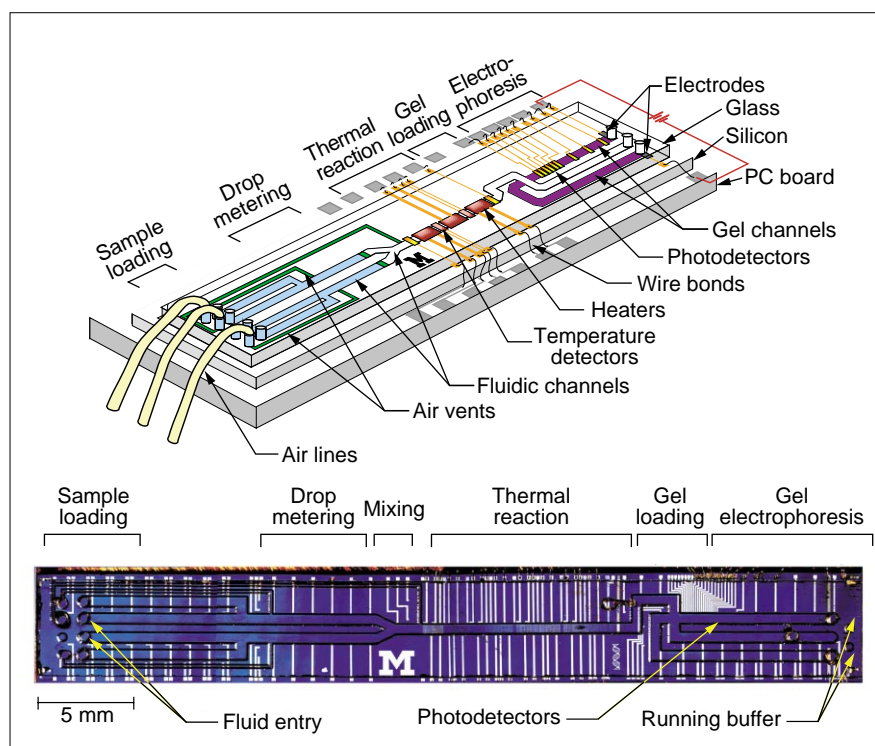 Electro-
phoresis
Gel
loading
Thermal
reaction
Drop
metering
Sample
loading
Electrodes
Glass
Silicon
PC board
Gel channels
Photodetectors
Wire bonds
Heaters
Temperature
detectors
Fluidic channels
Air vents
Air lines
M
Sample
loading
Drop
metering
Mixing
Thermal
reaction
Gel
loading
Gel
electrophoresis
M
5 mm
Fluid entry
Photodetectors
Running buffer